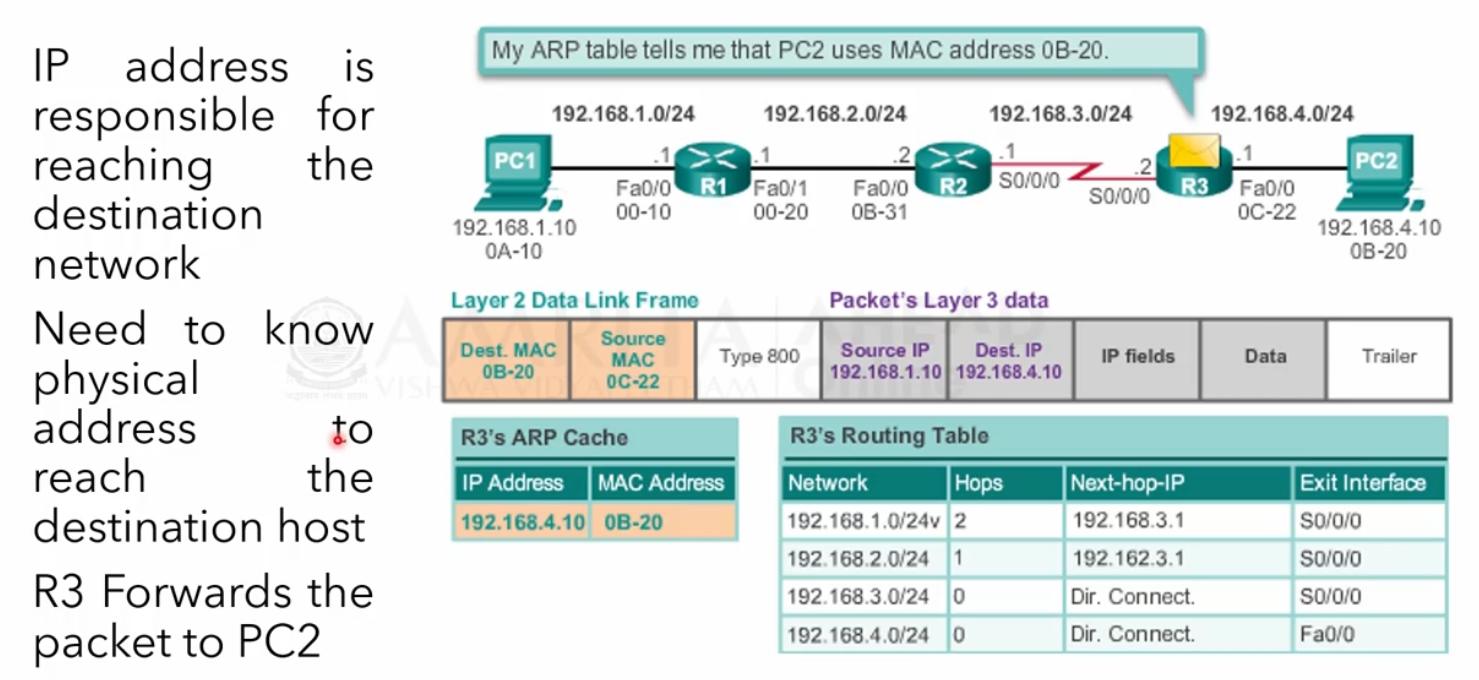 IP address is
responsible for
reaching the
destination
network
Need to know
physical
address to
reach the
destination host
R3 Forwards the
packet to PC2
My ARP table tells me that PC2 uses MAC address 0B-20.
192.168.1.0/24 192.168.2.0/24 192.168.3.0/24 192.168.4.0/24
PC1 .1 R1 .1 .2 R2 .1 .2 R3 .1 PC2
Fa0/0 Fa0/1 Fa0/0 S0/0/0 S0/0/0 Fa0/0
00-10 00-20 0B-31 0C-22
192.168.1.10 192.168.4.10
0A-10 0B-20
Layer 2 Data Link Frame Packet's Layer 3 data
Dest. MAC
0B-20
Source
MAC
0C-22
Type 800
Source IP
192.168.1.10
Dest. IP
192.168.4.10
IP fields
Data
Trailer
AMRITA AHEAD
VISHWA VIDYAPEETHAM Online
R3's ARP Cache
IP Address MAC Address
192.168.4.10 0B-20
R3's Routing Table
Network Hops Next-hop-IP Exit Interface
192.168.1.0/24v 2 192.168.3.1 S0/0/0
192.168.2.0/24 1 192.162.3.1 S0/0/0
192.168.3.0/24 0 Dir. Connect. S0/0/0
192.168.4.0/24 0 Dir. Connect. Fa0/0